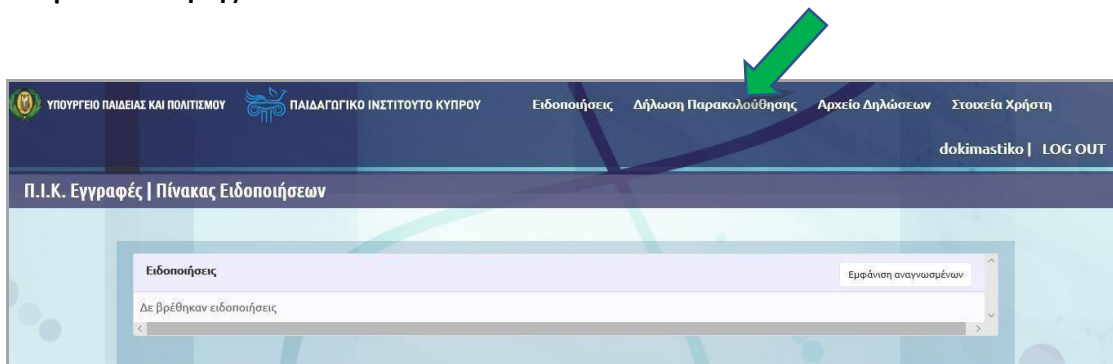 ΥΠΟΥΡΓΕΙΟ ΠΑΙΔΕΙΑΣ ΚΑΙ ΠΟΛΙΤΙΣΜΟΥ ΠΑΙΔΑΓΩΓΙΚΟ ΙΝΣΤΙΤΟΥΤΟ ΚΥΠΡΟΥ Ειδοποιήσεις Δήλωση Παρακολούθησης Αρχείο Δηλώσεων Στοιχεία Χρήστη
dokimastiko | LOG OUT
Π.Ι.Κ. Εγγραφές | Πίνακας Ειδοποιήσεων
Ειδοποιήσεις Εμφάνιση αναγνωσμένων
Δε βρέθηκαν ειδοποιήσεις